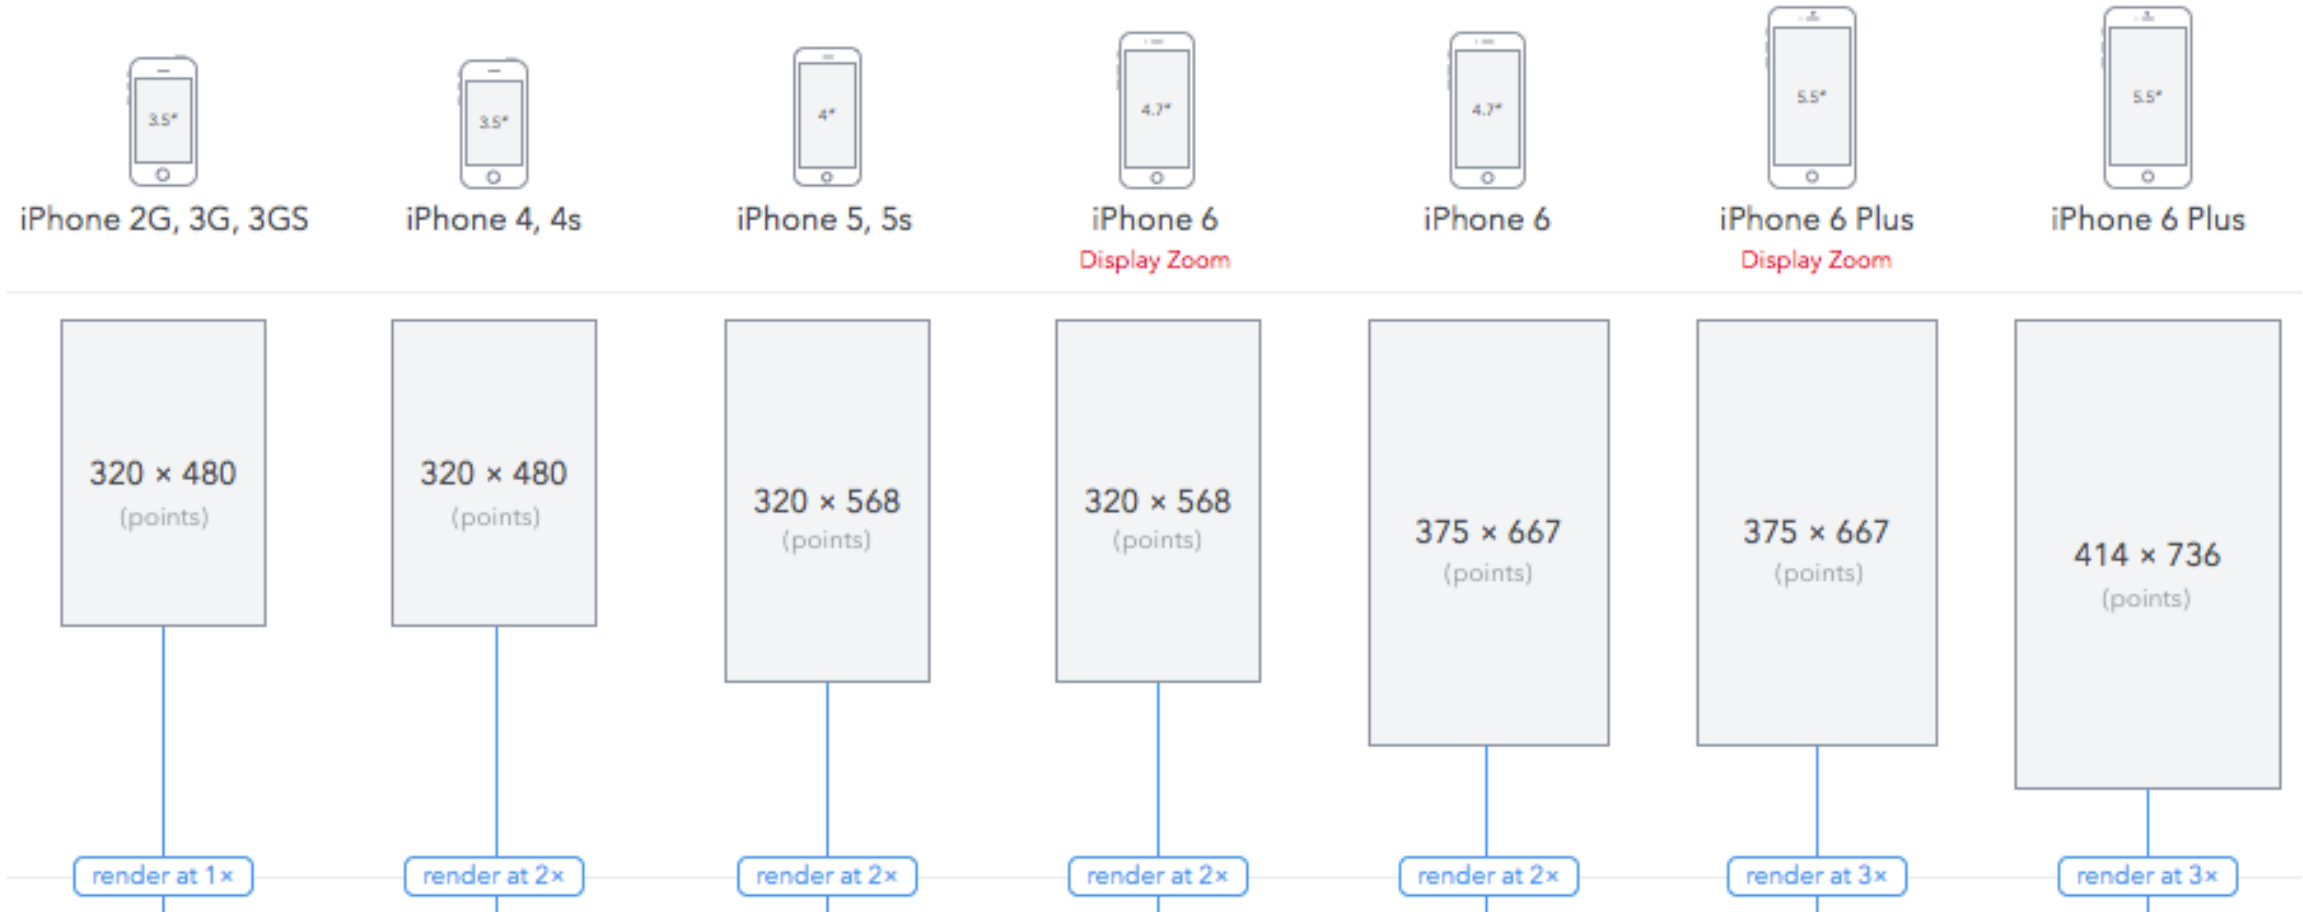 3.5"
3.5"
4"
4.7"
4.7"
5.5"
5.5"
iPhone 2G, 3G, 3GS
iPhone 4, 4s
iPhone 5, 5s
iPhone 6
Display Zoom
iPhone 6
iPhone 6 Plus
Display Zoom
iPhone 6 Plus
320 × 480
(points)
320 × 480
(points)
320 × 568
(points)
320 × 568
(points)
375 × 667
(points)
375 × 667
(points)
414 × 736
(points)
render at 1×
render at 2×
render at 2×
render at 2×
render at 2×
render at 3×
render at 3×